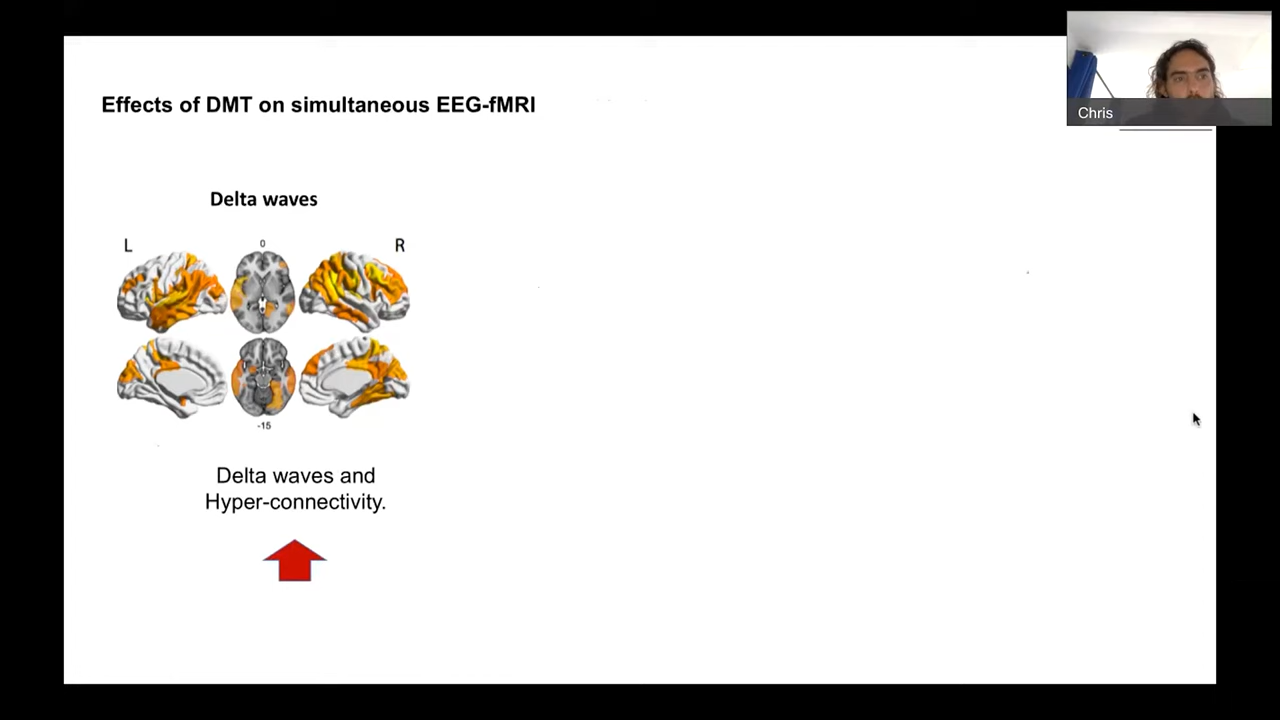 Effects of DMT on simultaneous EEG-fMRI
Chris
Delta waves
L
0
R
-15
Delta waves and
Hyper-connectivity.